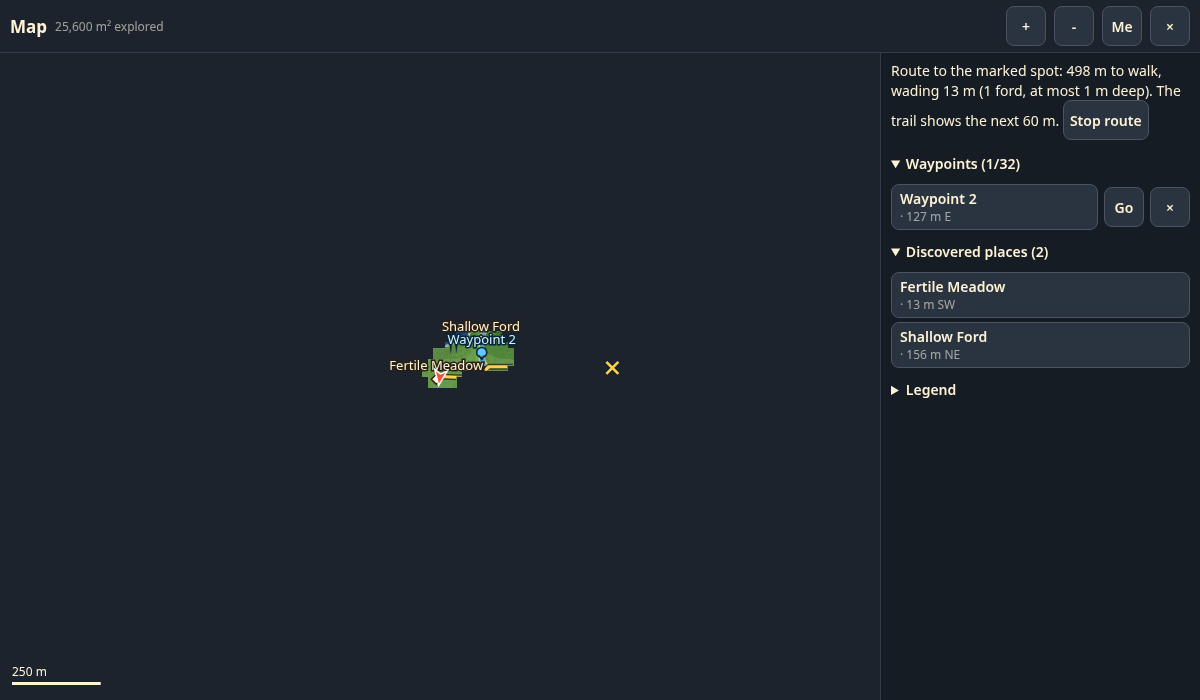 Map 25,600 m² explored
+ - Me ×
Route to the marked spot: 498 m to walk,
wading 13 m (1 ford, at most 1 m deep). The
trail shows the next 60 m. Stop route
▼ Waypoints (1/32)
Waypoint 2
· 127 m E
Go ×
▼ Discovered places (2)
Fertile Meadow
· 13 m SW
Shallow Ford
· 156 m NE
▶ Legend
Shallow Ford
Waypoint 2
Fertile Meadow
250 m